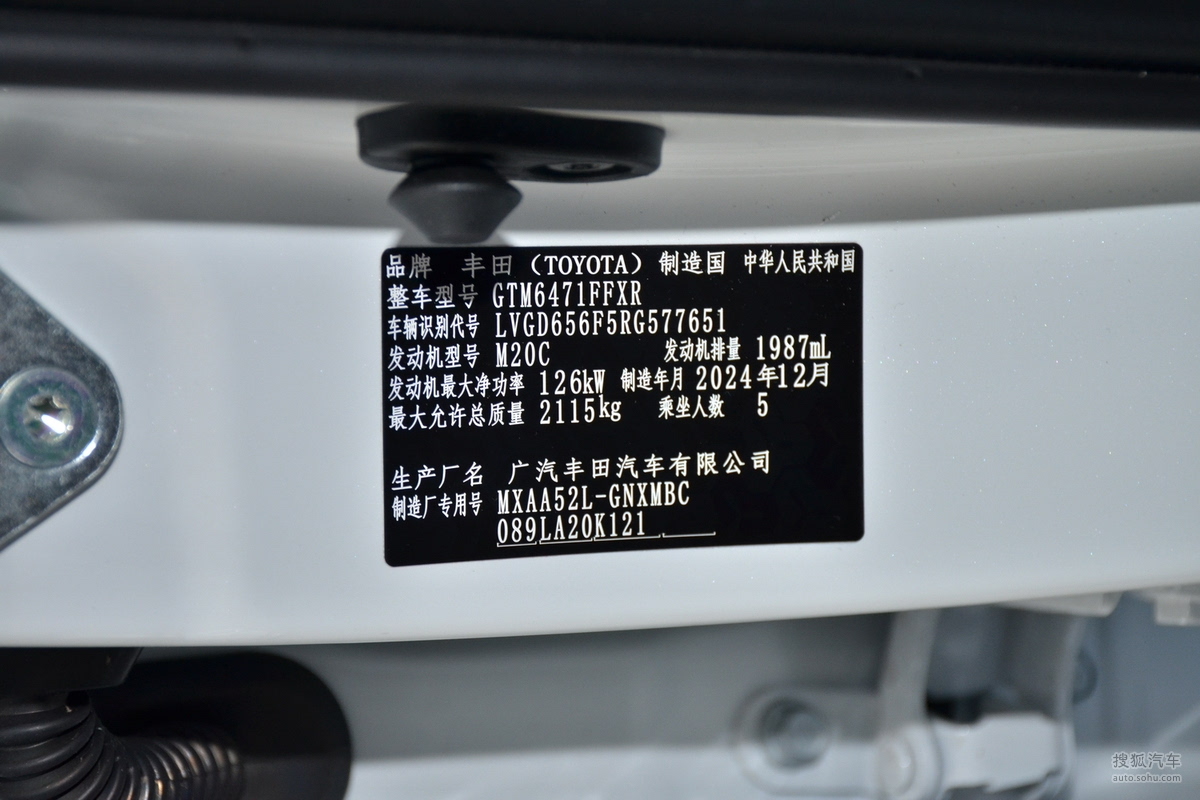 品牌 丰田（TOYOTA）制造国 中华人民共和国
整车型号 GTM6471FFXR
车辆识别代号 LVGD656F5RG577651
发动机型号 M20C 发动机排量 1987mL
发动机最大净功率 126kW 制造年月 2024年12月
最大允许总质量 2115kg 乘坐人数 5
生产厂名 广汽丰田汽车有限公司
制造厂专用号 MXAA52L-GNXMBC
089LA20K121
搜狐汽车
auto.sohu.com